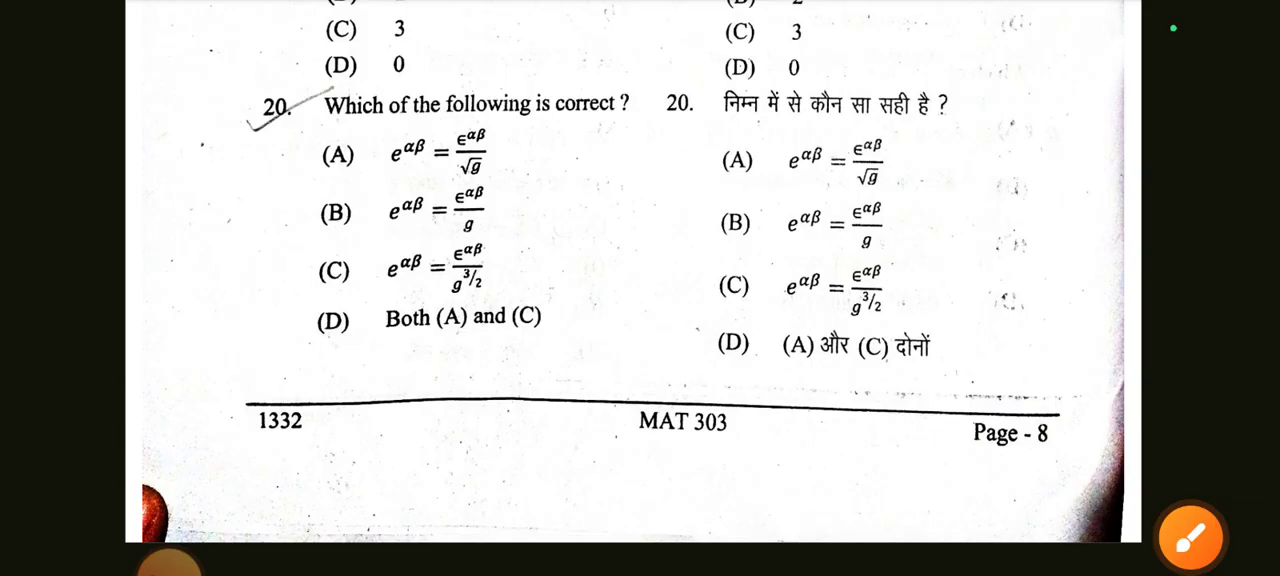 (C) 3
(D) 0
20. Which of the following is correct ?
(A) e^{αβ} = ϵ^{αβ}/√g
(B) e^{αβ} = ϵ^{αβ}/g
(C) e^{αβ} = ϵ^{αβ}/g^{3/2}
(D) Both (A) and (C)
(C) 3
(D) 0
20. निम्न में से कौन सा सही है ?
(A) e^{αβ} = ϵ^{αβ}/√g
(B) e^{αβ} = ϵ^{αβ}/g
(C) e^{αβ} = ϵ^{αβ}/g^{3/2}
(D) (A) और (C) दोनों
1332 MAT 303 Page - 8